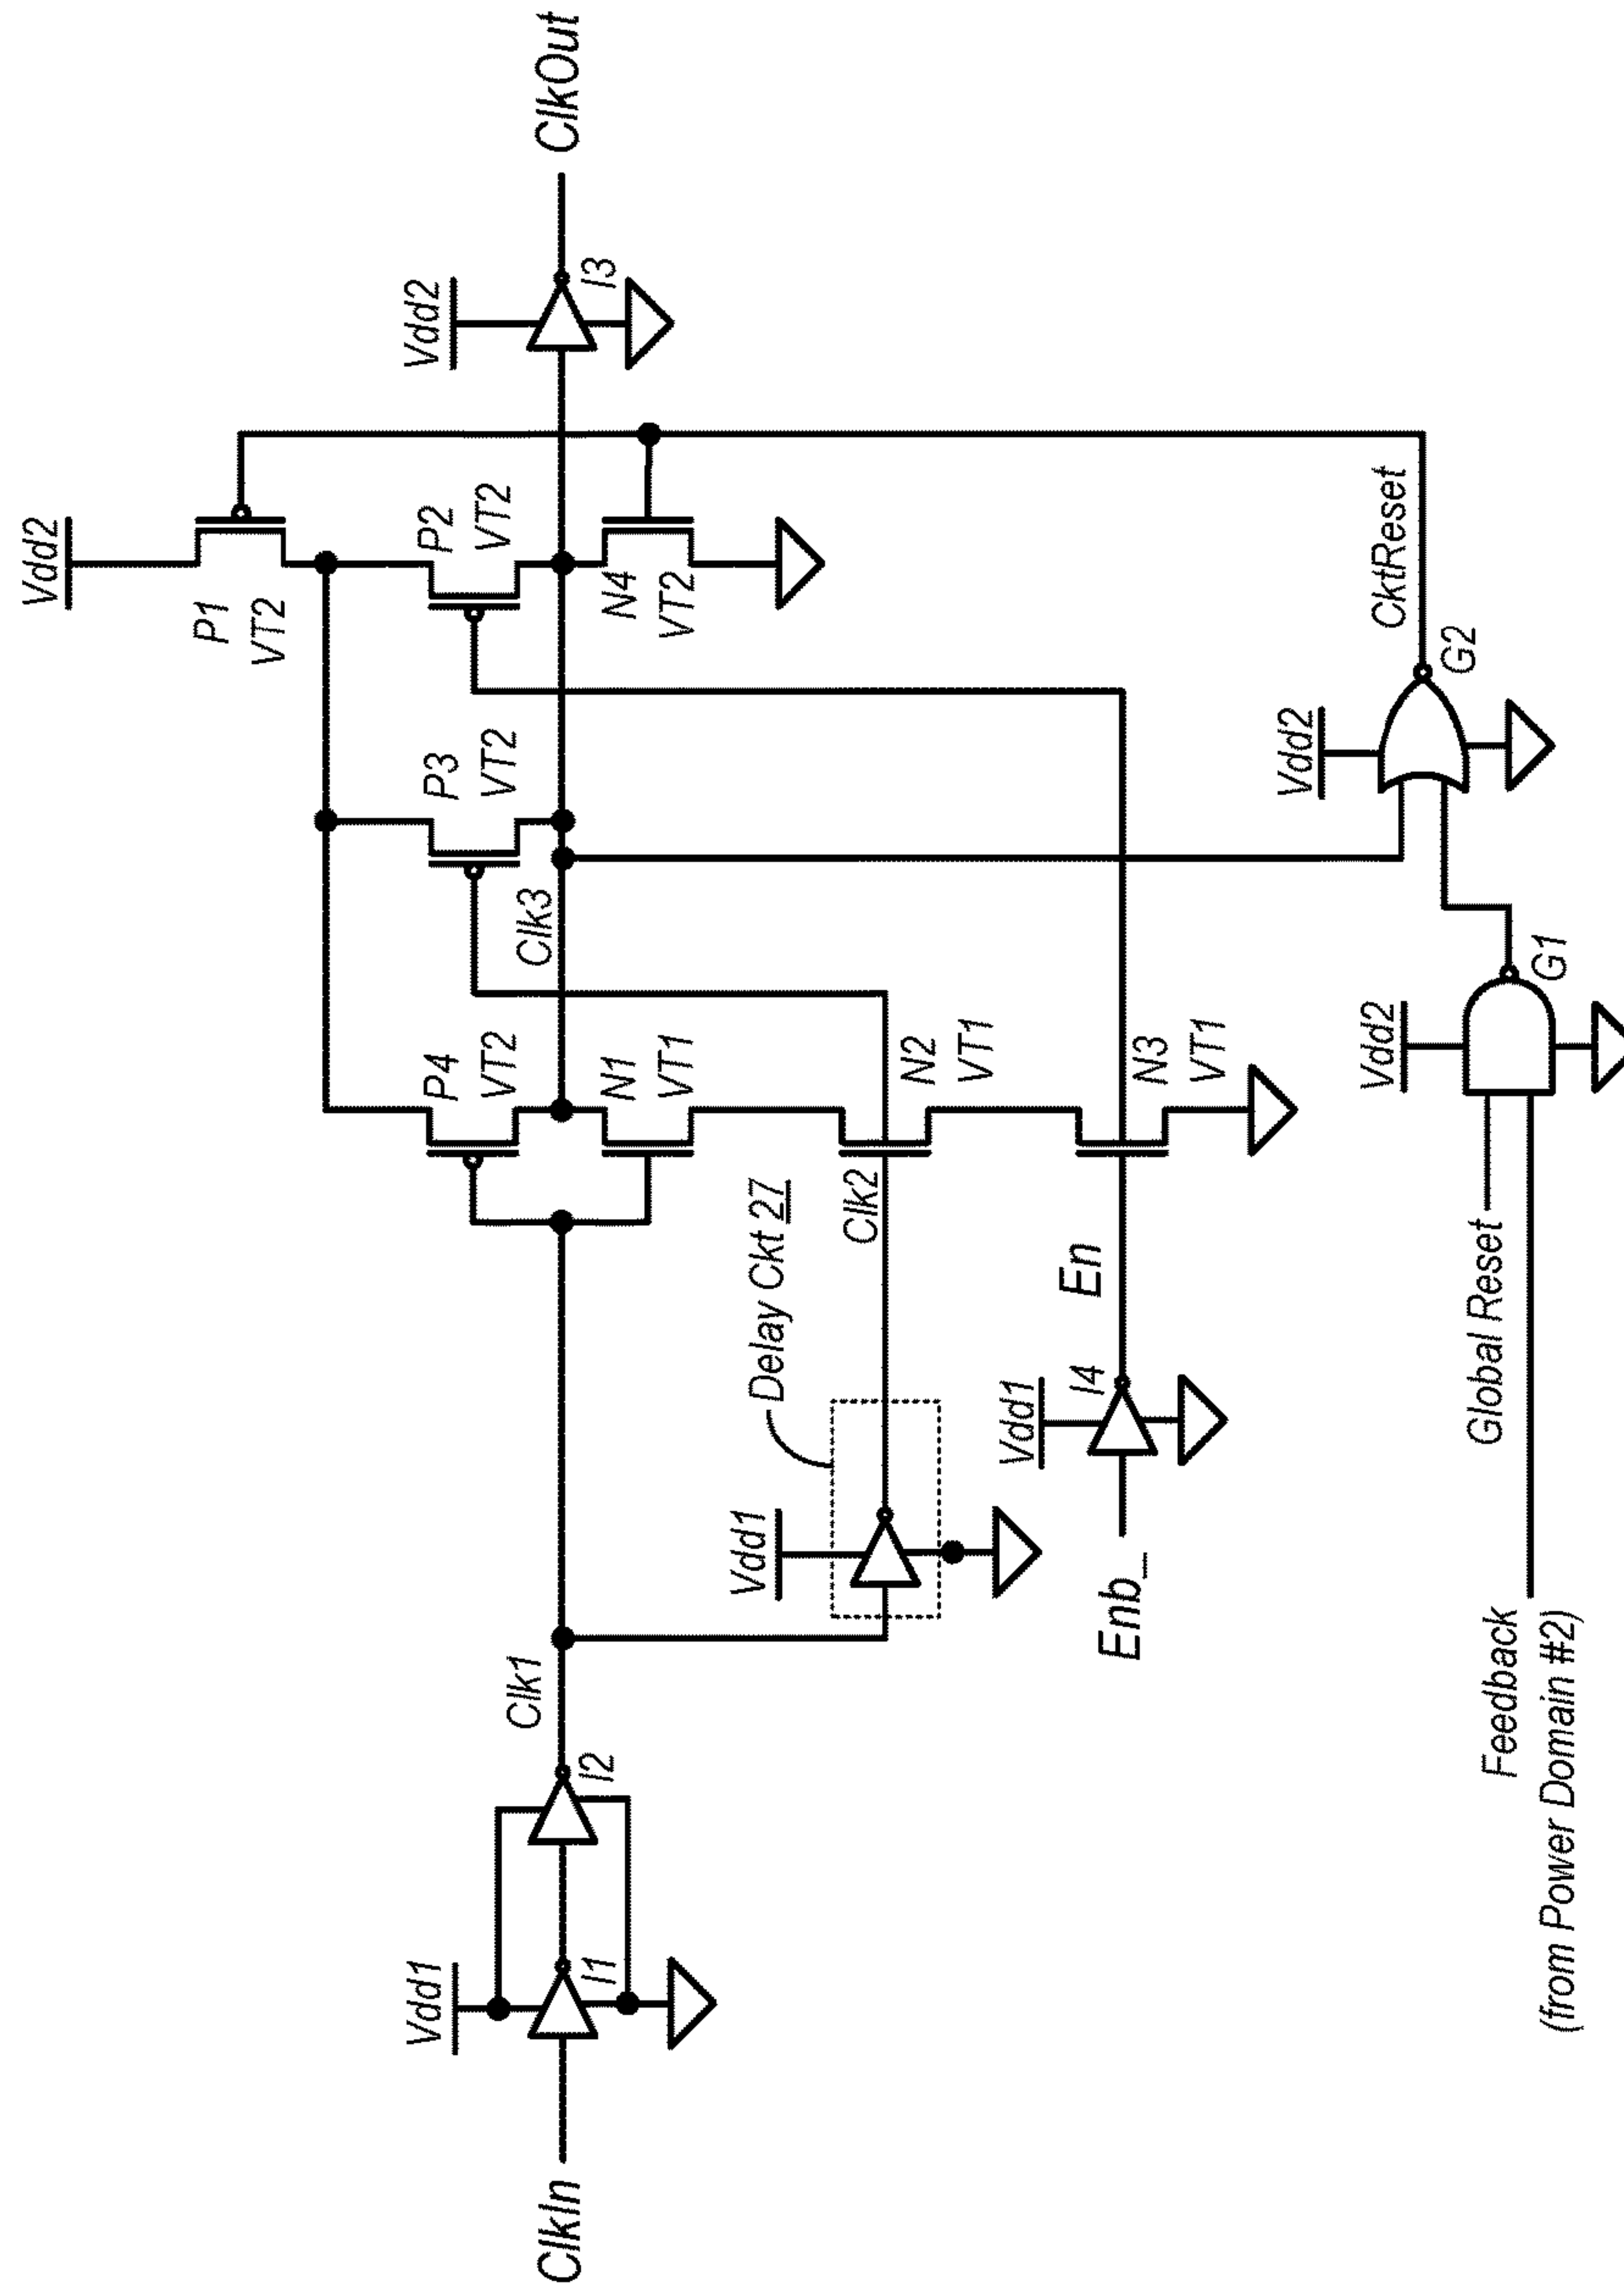 Vdd2
P1
VT2
P4
VT2
P3
VT2
P2
VT2
Vdd2
Vdd1
Clk1
Clk3
ClkIn
I1
I2
N1
VT1
N4
VT2
I3
ClkOut
Vdd1
Delay Ckt 27
Clk2
N2
VT1
Vdd1
I4
Enb_
En
N3
VT1
Vdd2
Vdd2
CktReset
G2
Global Reset
G1
Feedback
(from Power Domain #2)